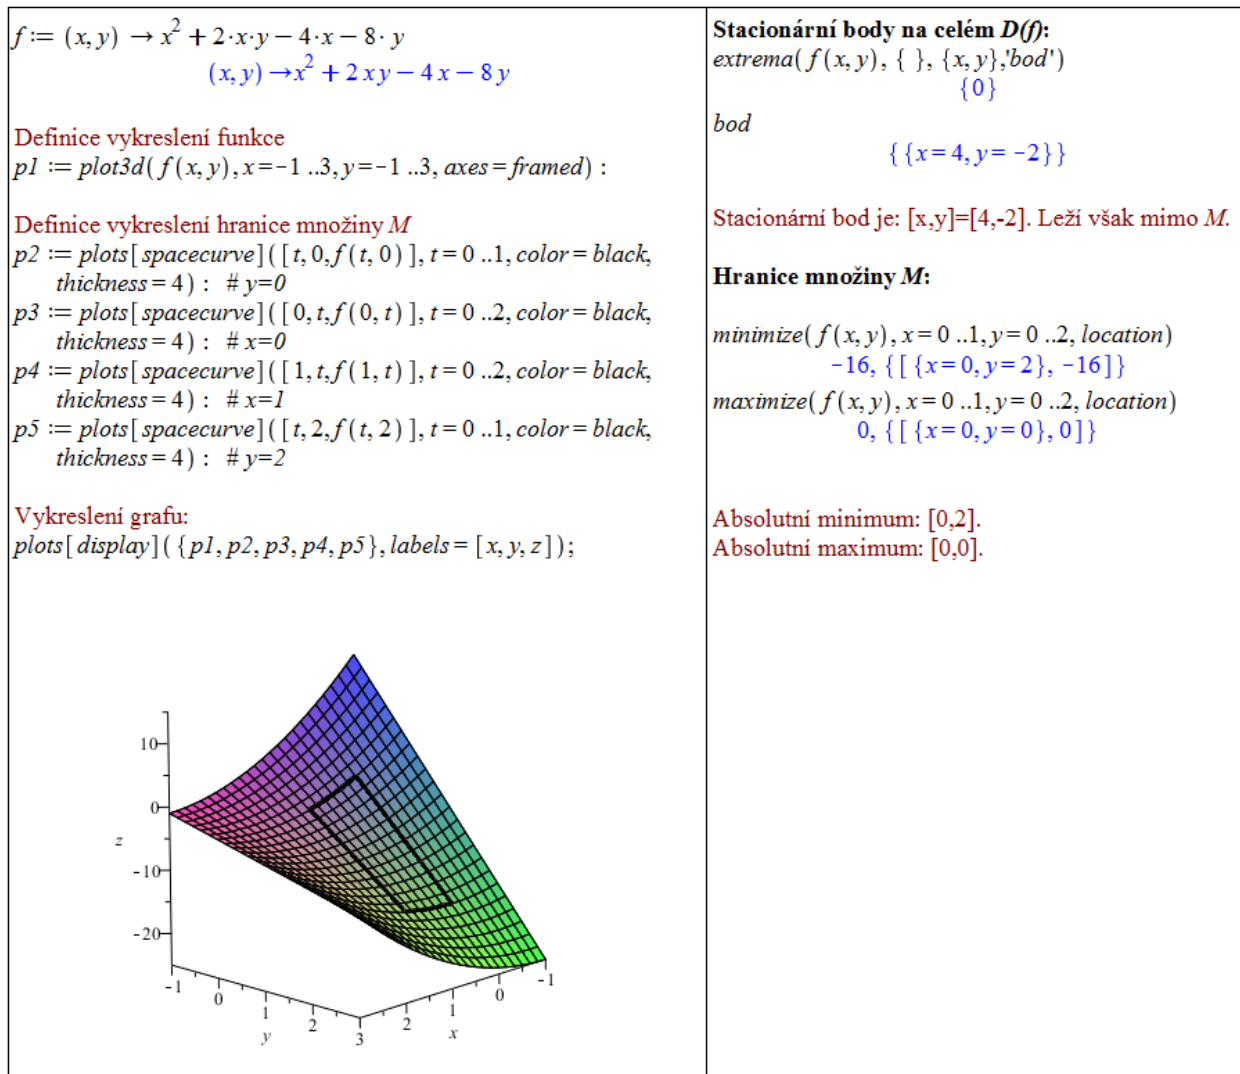 f := (x, y) → x² + 2·x·y − 4·x − 8·y
(x, y) → x² + 2 x y − 4 x − 8 y
Definice vykreslení funkce
p1 := plot3d(f(x, y), x = −1 ..3, y = −1 ..3, axes = framed) :
Definice vykreslení hranice množiny M
p2 := plots[spacecurve]([t, 0, f(t, 0)], t = 0 ..1, color = black,
thickness = 4) : # y=0
p3 := plots[spacecurve]([0, t, f(0, t)], t = 0 ..2, color = black,
thickness = 4) : # x=0
p4 := plots[spacecurve]([1, t, f(1, t)], t = 0 ..2, color = black,
thickness = 4) : # x=1
p5 := plots[spacecurve]([t, 2, f(t, 2)], t = 0 ..1, color = black,
thickness = 4) : # y=2
Vykreslení grafu:
plots[display]({p1, p2, p3, p4, p5}, labels = [x, y, z]);
10
0
z
-10
-20
-1
0
1
2
3
y
2
1
0
-1
x
Stacionární body na celém D(f):
extrema(f(x, y), { }, {x, y},'bod')
{0}
bod
{{x = 4, y = −2}}
Stacionární bod je: [x,y]=[4,-2]. Leží však mimo M.
Hranice množiny M:
minimize(f(x, y), x = 0 ..1, y = 0 ..2, location)
−16, {[{x = 0, y = 2}, −16]}
maximize(f(x, y), x = 0 ..1, y = 0 ..2, location)
0, {[{x = 0, y = 0}, 0]}
Absolutní minimum: [0,2].
Absolutní maximum: [0,0].